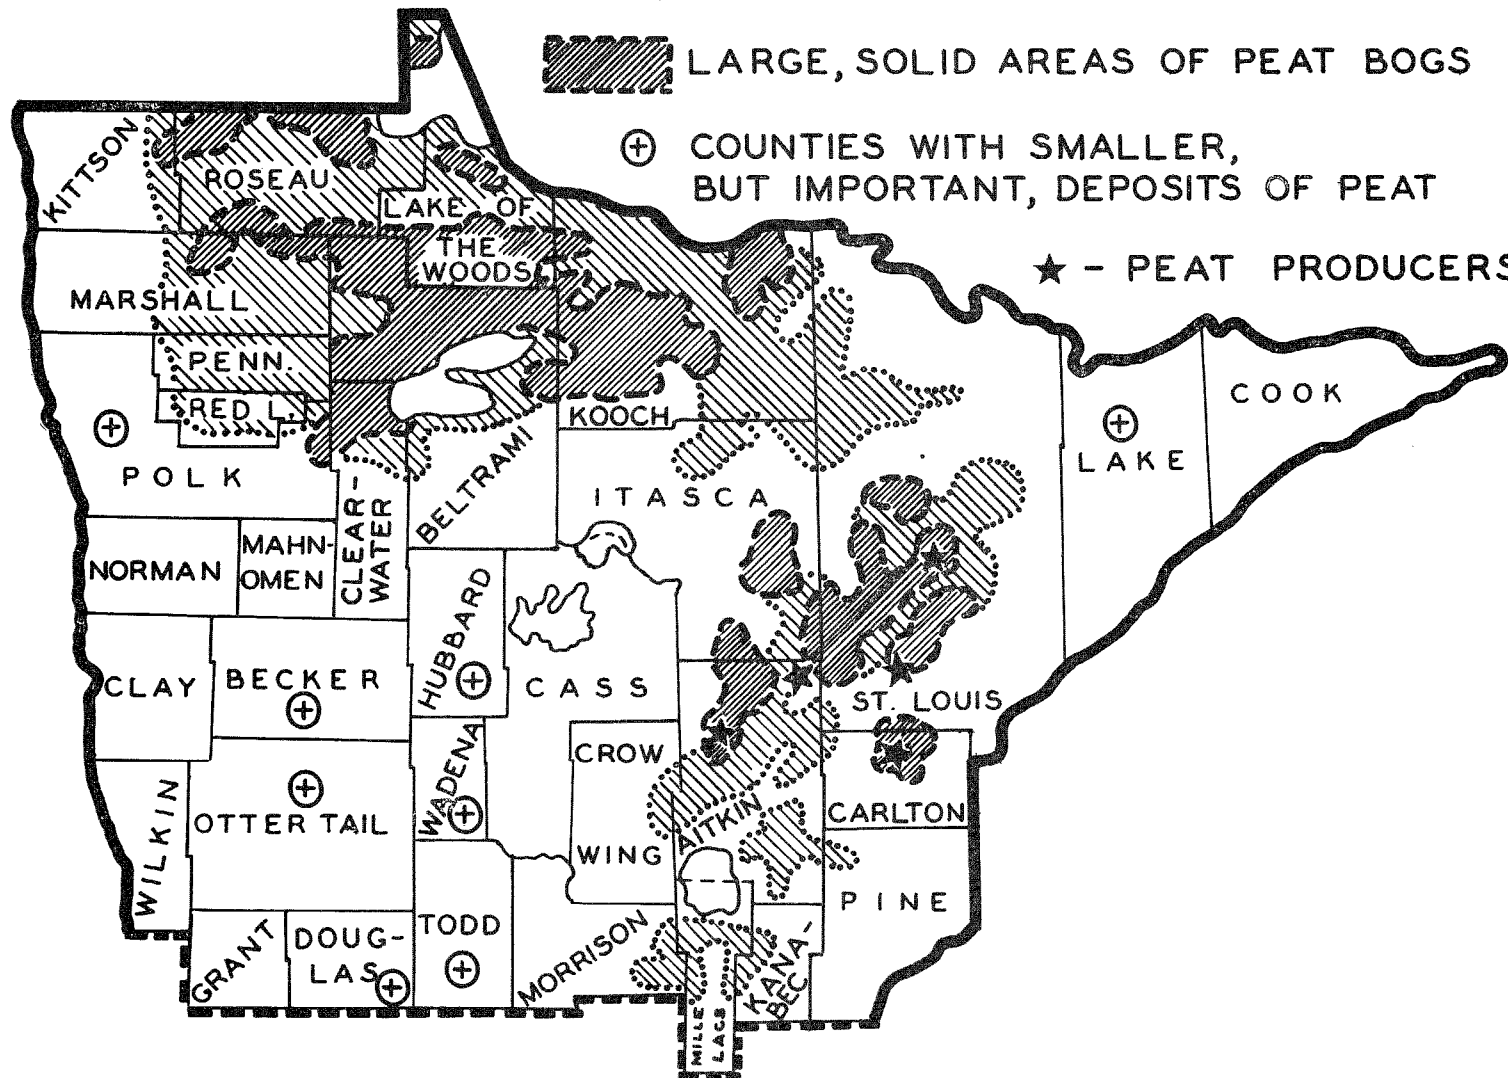 LARGE, SOLID AREAS OF PEAT BOGS
COUNTIES WITH SMALLER,
BUT IMPORTANT, DEPOSITS OF PEAT
★ - PEAT PRODUCERS
KITTSON
ROSEAU
LAKE OF
THE
WOODS
MARSHALL
PENN.
RED L.
KOOCH
COOK
LAKE
POLK
CLEAR-
WATER
BELTRAMI
ITASCA
NORMAN
MAHN-
OMEN
HUBBARD
CASS
CLAY
BECKER
ST. LOUIS
WADENA
CROW
WING
AITKIN
CARLTON
WILKIN
OTTER TAIL
PINE
GRANT
DOUG-
LAS
TODD
MORRISON
MILLE
LACS
KANA-
BEC